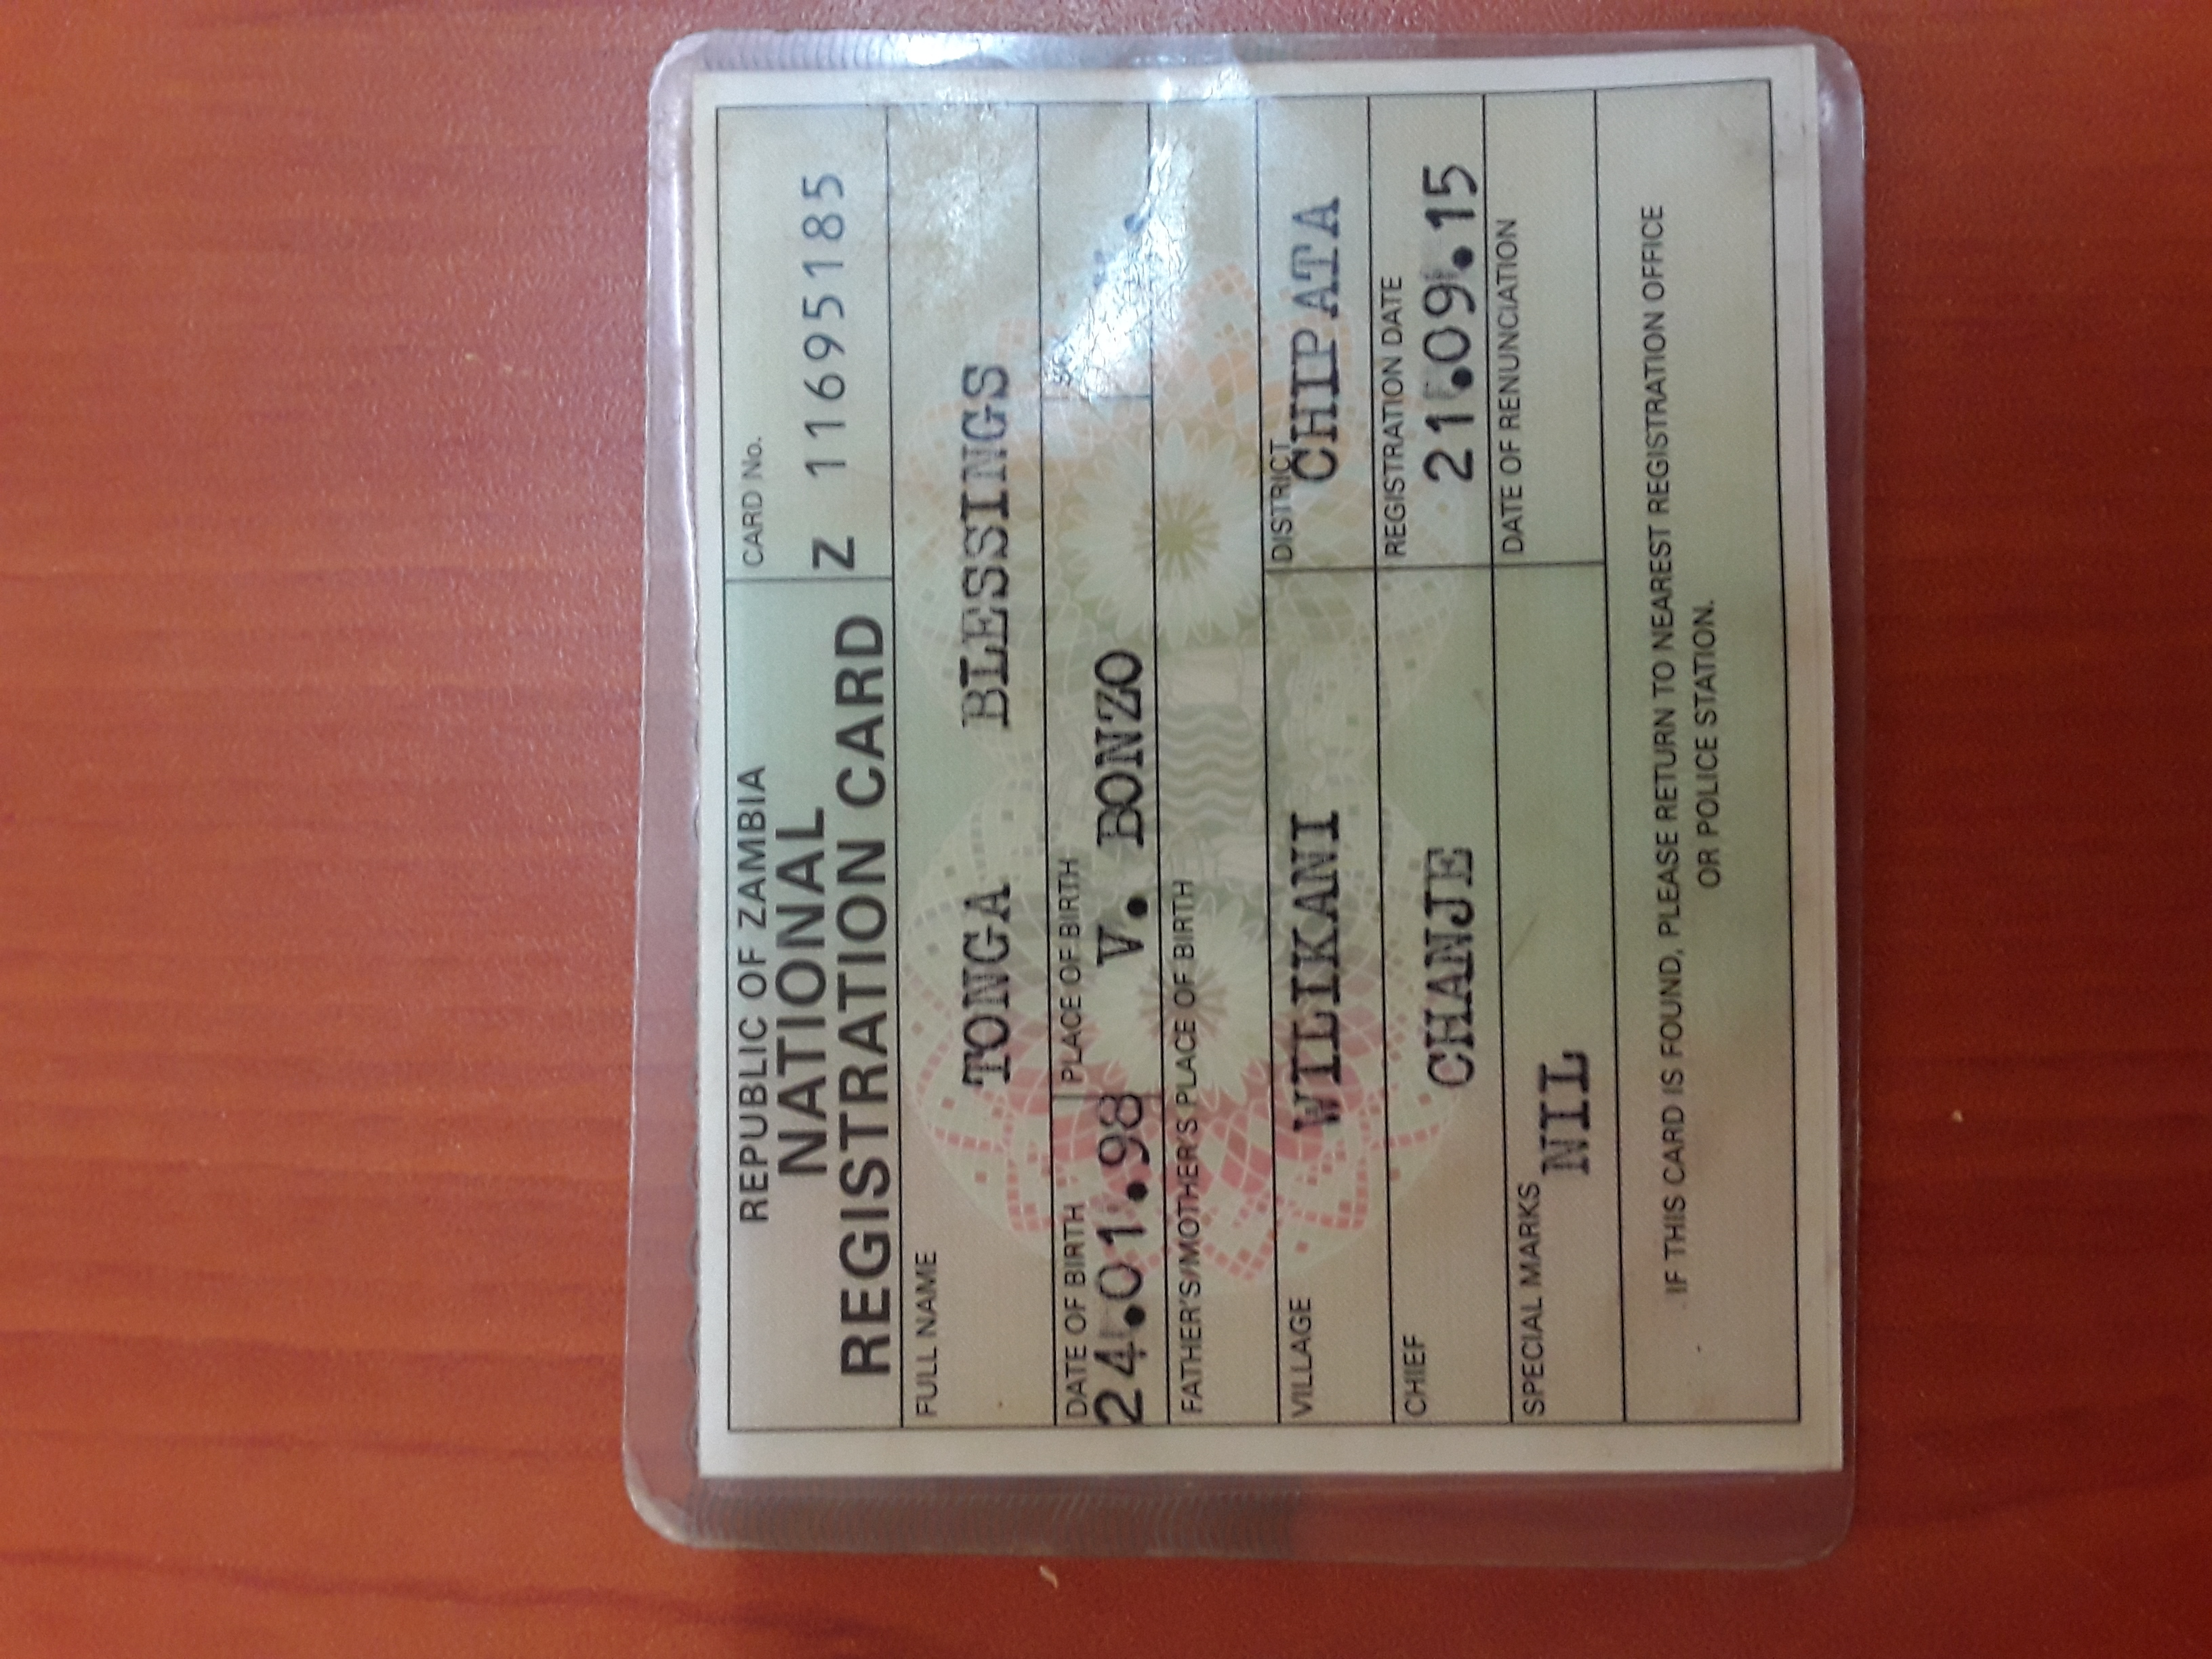 REPUBLIC OF ZAMBIA
NATIONAL
REGISTRATION CARD
CARD No.
Z 11695185
FULL NAME
TONGA BLESSINGS
DATE OF BIRTH PLACE OF BIRTH
24.01.98 V. BONZO
FATHER'S/MOTHER'S PLACE OF BIRTH
VILLAGE DISTRICT
WILIKANI CHIPATA
CHIEF REGISTRATION DATE
CHANJE 21.09.15
SPECIAL MARKS DATE OF RENUNCIATION
NIL
IF THIS CARD IS FOUND, PLEASE RETURN TO NEAREST REGISTRATION OFFICE
OR POLICE STATION.